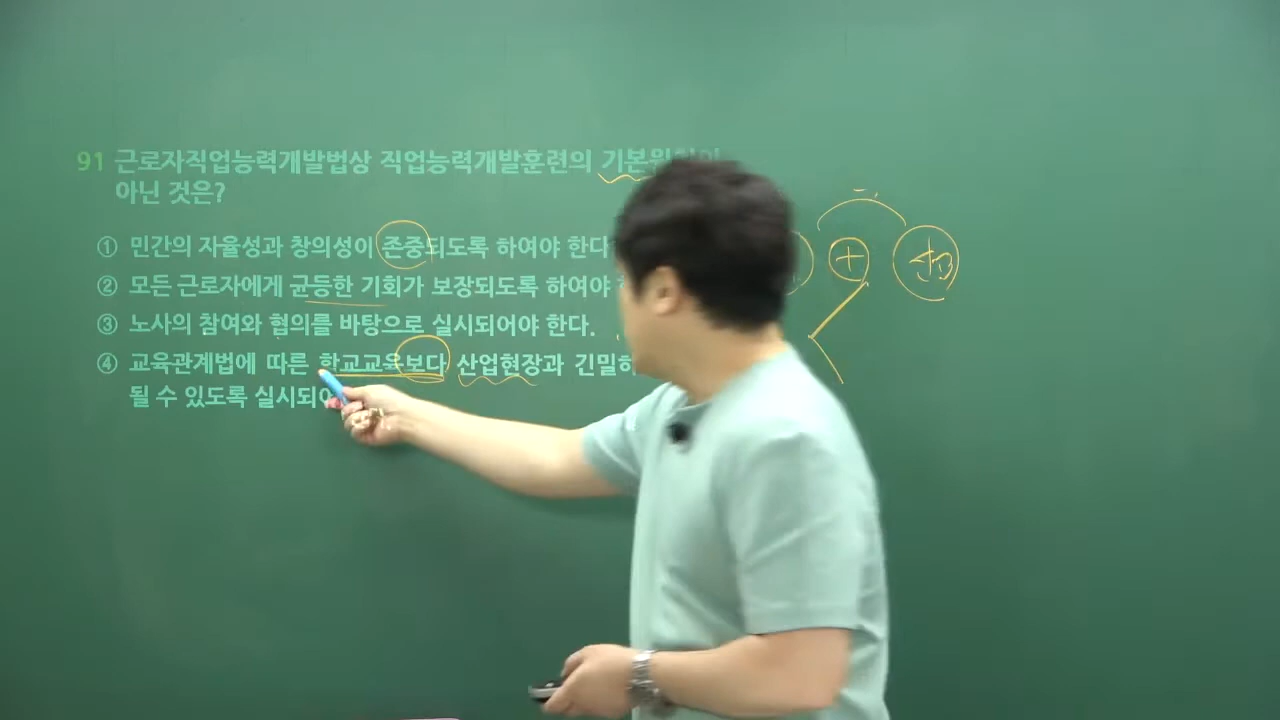 91 근로자직업능력개발법상 직업능력개발훈련의 기본
아닌 것은?
① 민간의 자율성과 창의성이 존중되도록 하여야 한다
② 모든 근로자에게 균등한 기회가 보장되도록 하여야
③ 노사의 참여와 협의를 바탕으로 실시되어야 한다.
④ 교육관계법에 따른 학교교육보다 산업현장과 긴밀하
될 수 있도록 실시되어
+